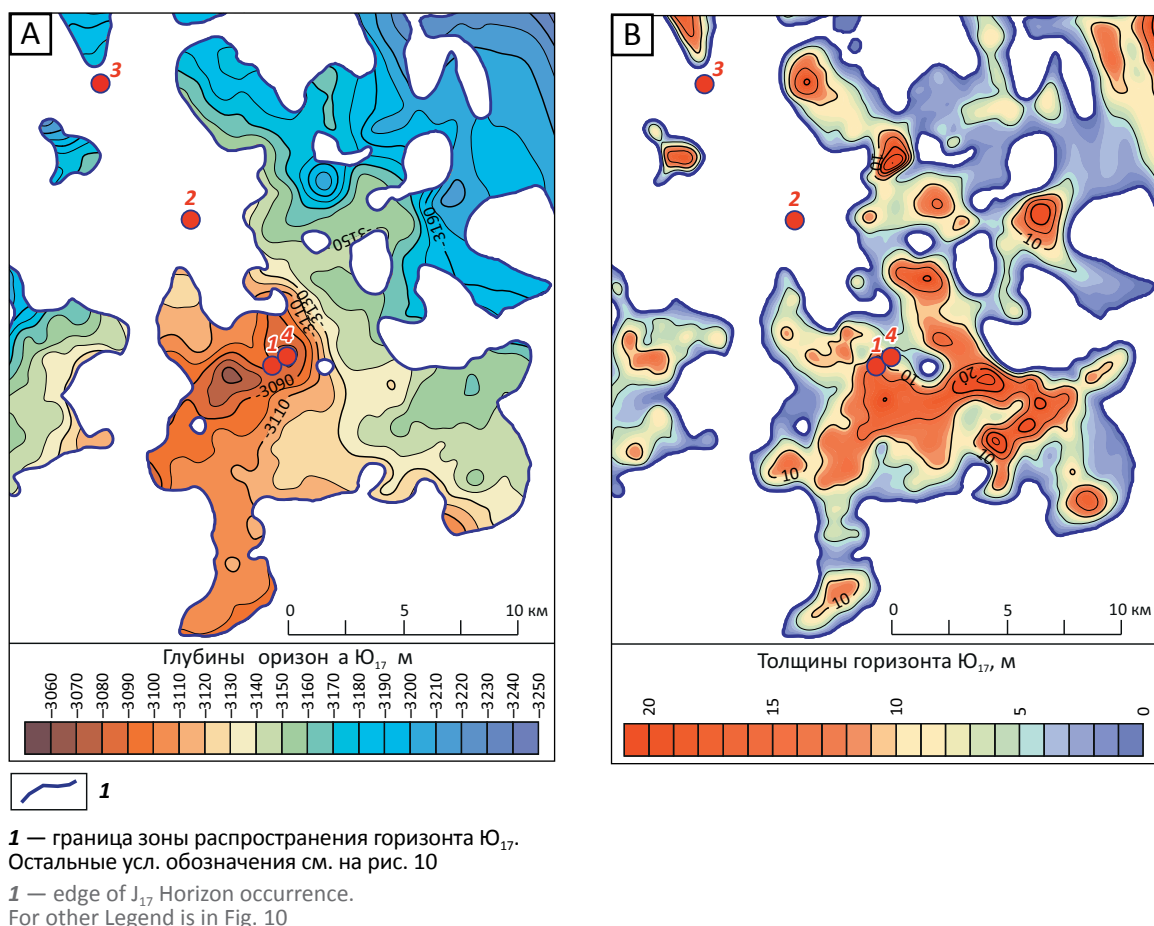 A
3
2
1
4
-3190
-3150
-3130
-3110
-3090
-3110
0 5 10 км
Глубины оризон а Ю₁₇ м
−3060 −3070 −3080 −3090 −3100 −3110 −3120 −3130 −3140 −3150 −3160 −3170 −3180 −3190 −3200 −3210 −3220 −3230 −3240 −3250
B
3
10
2
10
1
4
10
20
10
10
10
0 5 10 км
Толщины горизонта Ю₁₇, м
20 15 10 5 0
1
1 — граница зоны распространения горизонта Ю₁₇.
Остальные усл. обозначения см. на рис. 10
1 — edge of J₁₇ Horizon occurrence.
For other Legend is in Fig. 10